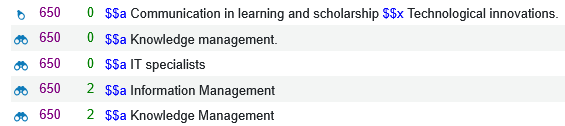 650 0 $$a Communication in learning and scholarship $$x Technological innovations.
650 0 $$a Knowledge management.
650 0 $$a IT specialists
650 2 $$a Information Management
650 2 $$a Knowledge Management